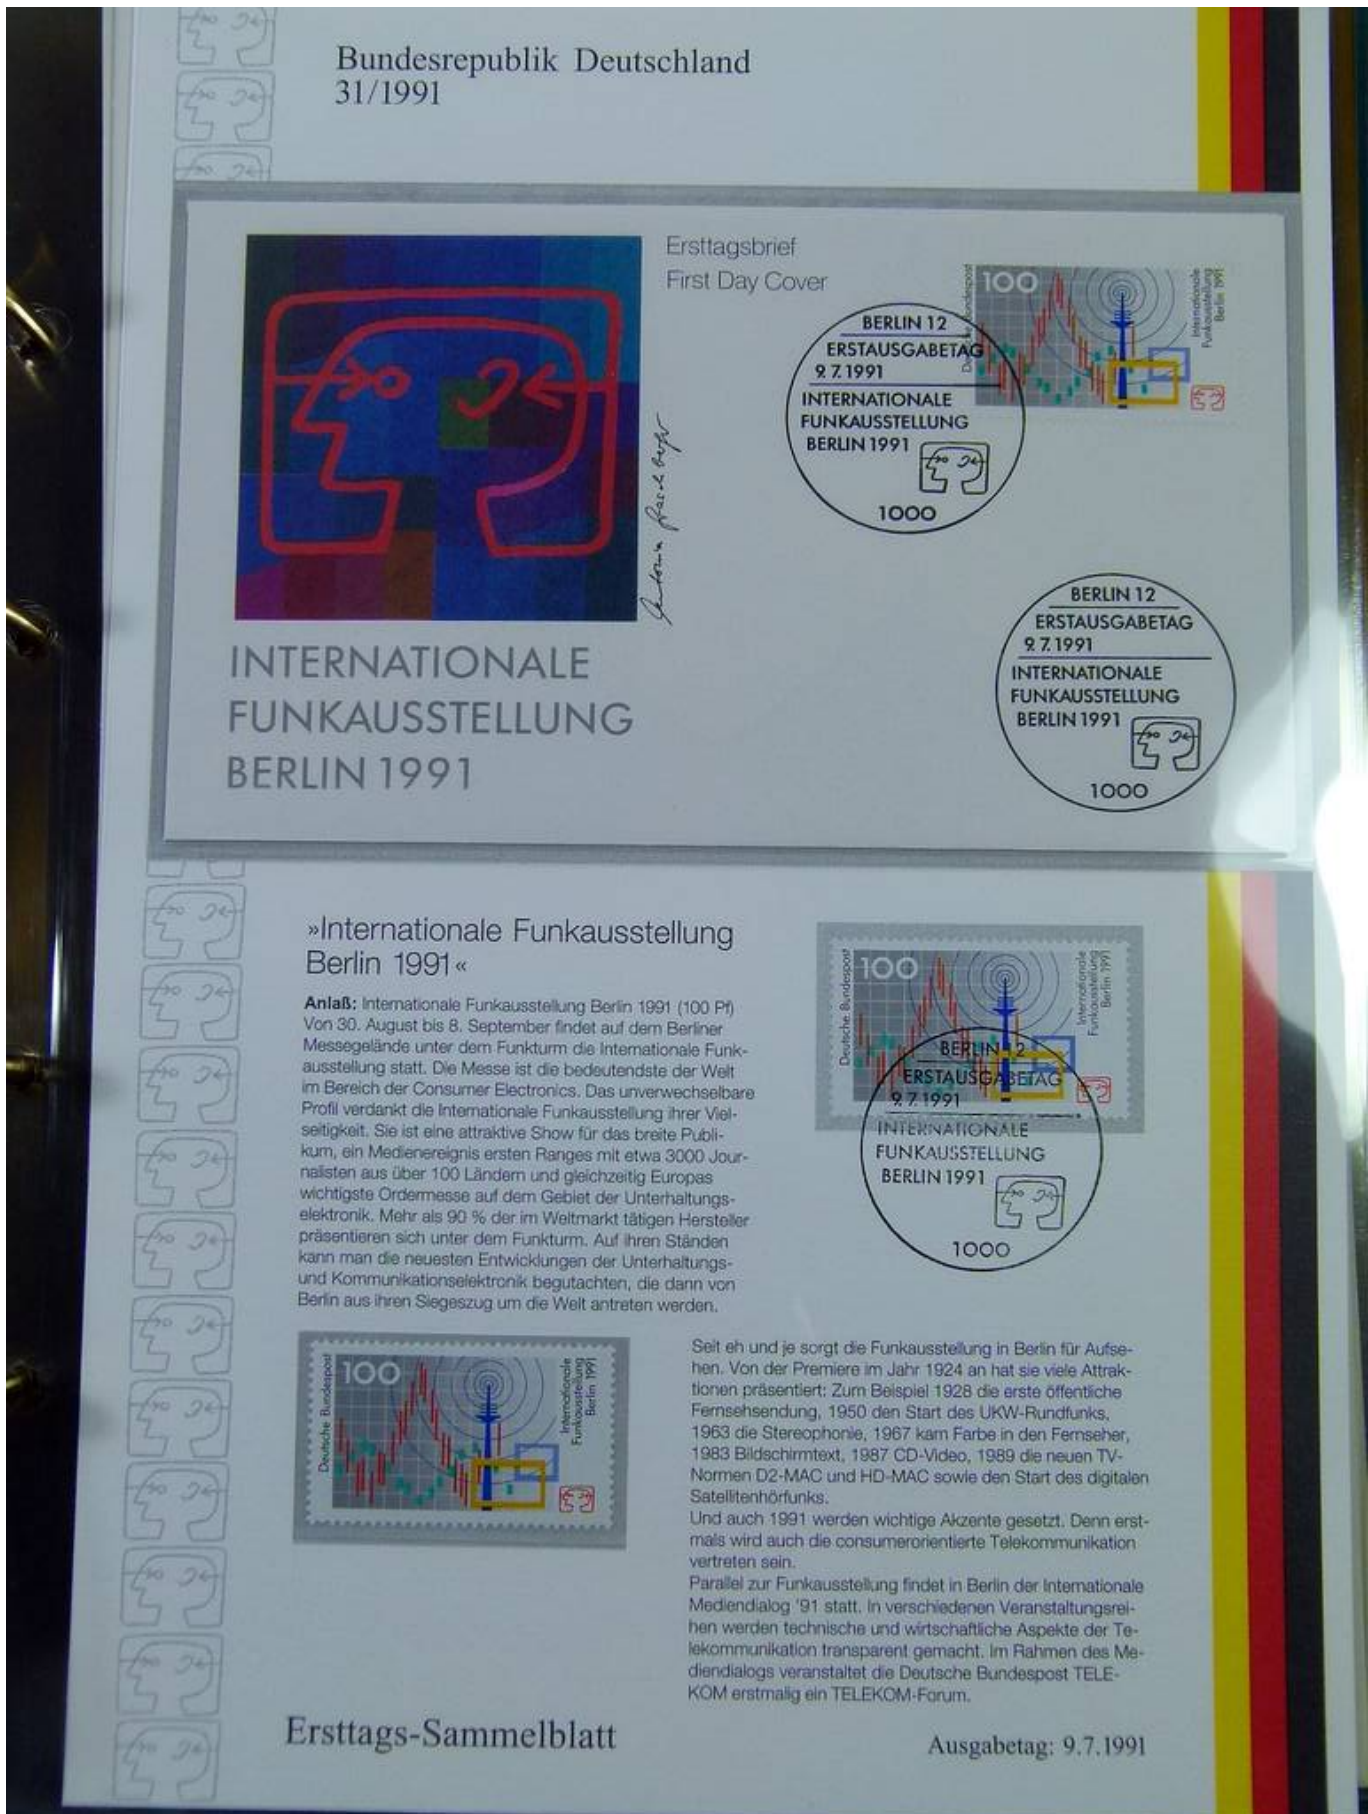 Bundesrepublik Deutschland
31/1991
Ersttagsbrief
First Day Cover
100
Internationale
Funkausstellung
Berlin 1991
BERLIN 12
ERSTAUSGABETAG
9.7.1991
INTERNATIONALE
FUNKAUSSTELLUNG
BERLIN 1991
1000
INTERNATIONALE
FUNKAUSSTELLUNG
BERLIN 1991
BERLIN 12
ERSTAUSGABETAG
9.7.1991
INTERNATIONALE
FUNKAUSSTELLUNG
BERLIN 1991
1000
»Internationale Funkausstellung
Berlin 1991«
Anlaß: Internationale Funkausstellung Berlin 1991 (100 Pf)
Von 30. August bis 8. September findet auf dem Berliner
Messegelände unter dem Funkturm die Internationale Funk-
ausstellung statt. Die Messe ist die bedeutendste der Welt
im Bereich der Consumer Electronics. Das unverwechselbare
Profil verdankt die Internationale Funkausstellung ihrer Viel-
seitigkeit. Sie ist eine attraktive Show für das breite Publi-
kum, ein Medienereignis ersten Ranges mit etwa 3000 Jour-
nalisten aus über 100 Ländern und gleichzeitig Europas
wichtigste Ordermesse auf dem Gebiet der Unterhaltungs-
elektronik. Mehr als 90 % der im Weltmarkt tätigen Hersteller
präsentieren sich unter dem Funkturm. Auf ihren Ständen
kann man die neuesten Entwicklungen der Unterhaltungs-
und Kommunikationselektronik begutachten, die dann von
Berlin aus ihren Siegeszug um die Welt antreten werden.
Deutsche Bundespost
100
Internationale
Funkausstellung
Berlin 1991
BERLIN 12
ERSTAUSGABETAG
9.7.1991
INTERNATIONALE
FUNKAUSSTELLUNG
BERLIN 1991
1000
Deutsche Bundespost
100
Internationale
Funkausstellung
Berlin 1991
Seit eh und je sorgt die Funkausstellung in Berlin für Aufse-
hen. Von der Premiere im Jahr 1924 an hat sie viele Attrak-
tionen präsentiert: Zum Beispiel 1928 die erste öffentliche
Fernsehsendung, 1950 den Start des UKW-Rundfunks,
1963 die Stereophonie, 1967 kam Farbe in den Fernseher,
1983 Bildschirmtext, 1987 CD-Video, 1989 die neuen TV-
Normen D2-MAC und HD-MAC sowie den Start des digitalen
Satellitenhörfunks.
Und auch 1991 werden wichtige Akzente gesetzt. Denn erst-
mals wird auch die consumerorientierte Telekommunikation
vertreten sein.
Parallel zur Funkausstellung findet in Berlin der Internationale
Mediendialog '91 statt. In verschiedenen Veranstaltungsrei-
hen werden technische und wirtschaftliche Aspekte der Te-
lekommunikation transparent gemacht. Im Rahmen des Me-
diendialogs veranstaltet die Deutsche Bundespost TELE-
KOM erstmalig ein TELEKOM-Forum.
Ersttags-Sammelblatt
Ausgabetag: 9.7.1991